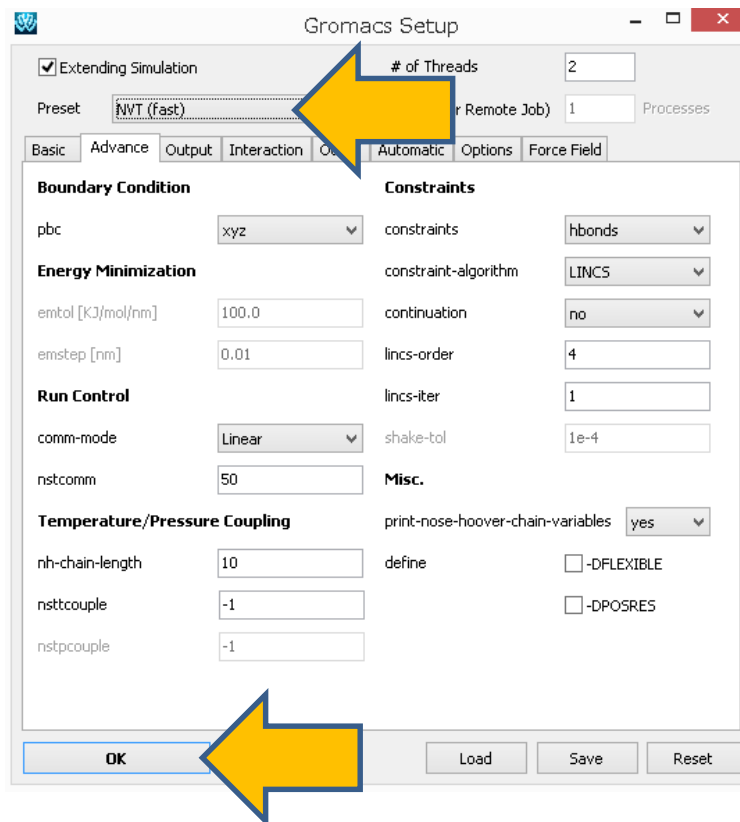 Gromacs Setup
Extending Simulation # of Threads 2
Preset NVT (fast) r Remote Job) 1 Processes
Basic Advance Output Interaction Automatic Options Force Field
Boundary Condition Constraints
pbc xyz constraints hbonds
Energy Minimization constraint-algorithm LINCS
emtol [KJ/mol/nm] 100.0 continuation no
emstep [nm] 0.01 lincs-order 4
Run Control lincs-iter 1
comm-mode Linear shake-tol 1e-4
nstcomm 50 Misc.
Temperature/Pressure Coupling print-nose-hoover-chain-variables yes
nh-chain-length 10 define -DFLEXIBLE
nsttcouple -1 -DPOSRES
nstpcouple -1
OK Load Save Reset